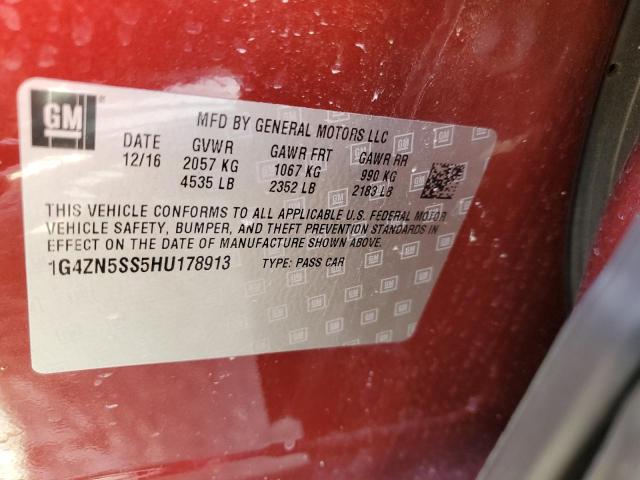 GM
MFD BY GENERAL MOTORS LLC
DATE GVWR GAWR FRT GAWR RR
12/16 2057 KG 1067 KG 990 KG
4535 LB 2352 LB 2183 LB
THIS VEHICLE CONFORMS TO ALL APPLICABLE U.S. FEDERAL MOTOR
VEHICLE SAFETY, BUMPER, AND THEFT PREVENTION STANDARDS IN
EFFECT ON THE DATE OF MANUFACTURE SHOWN ABOVE.
1G4ZN5SS5HU178913 TYPE: PASS CAR